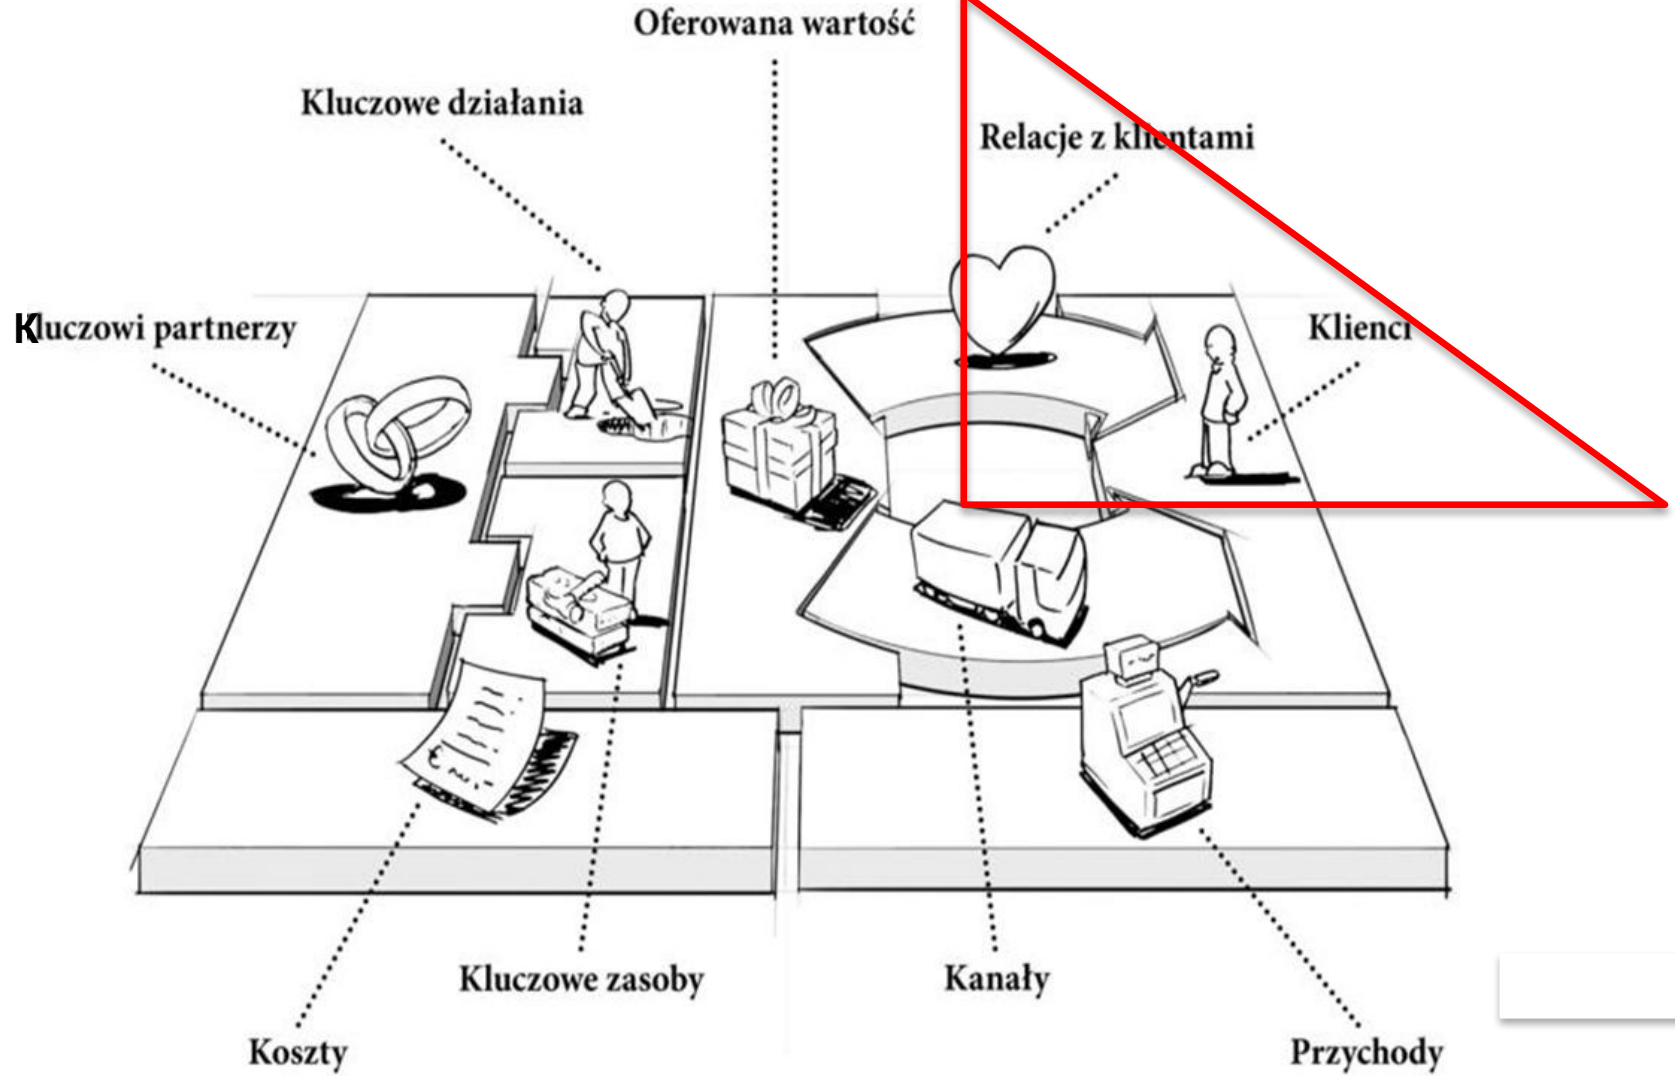 Oferowana wartość
Kluczowe działania
Relacje z klientami
Kluczowi partnerzy
Klienci
Kluczowe zasoby
Kanały
Koszty
Przychody